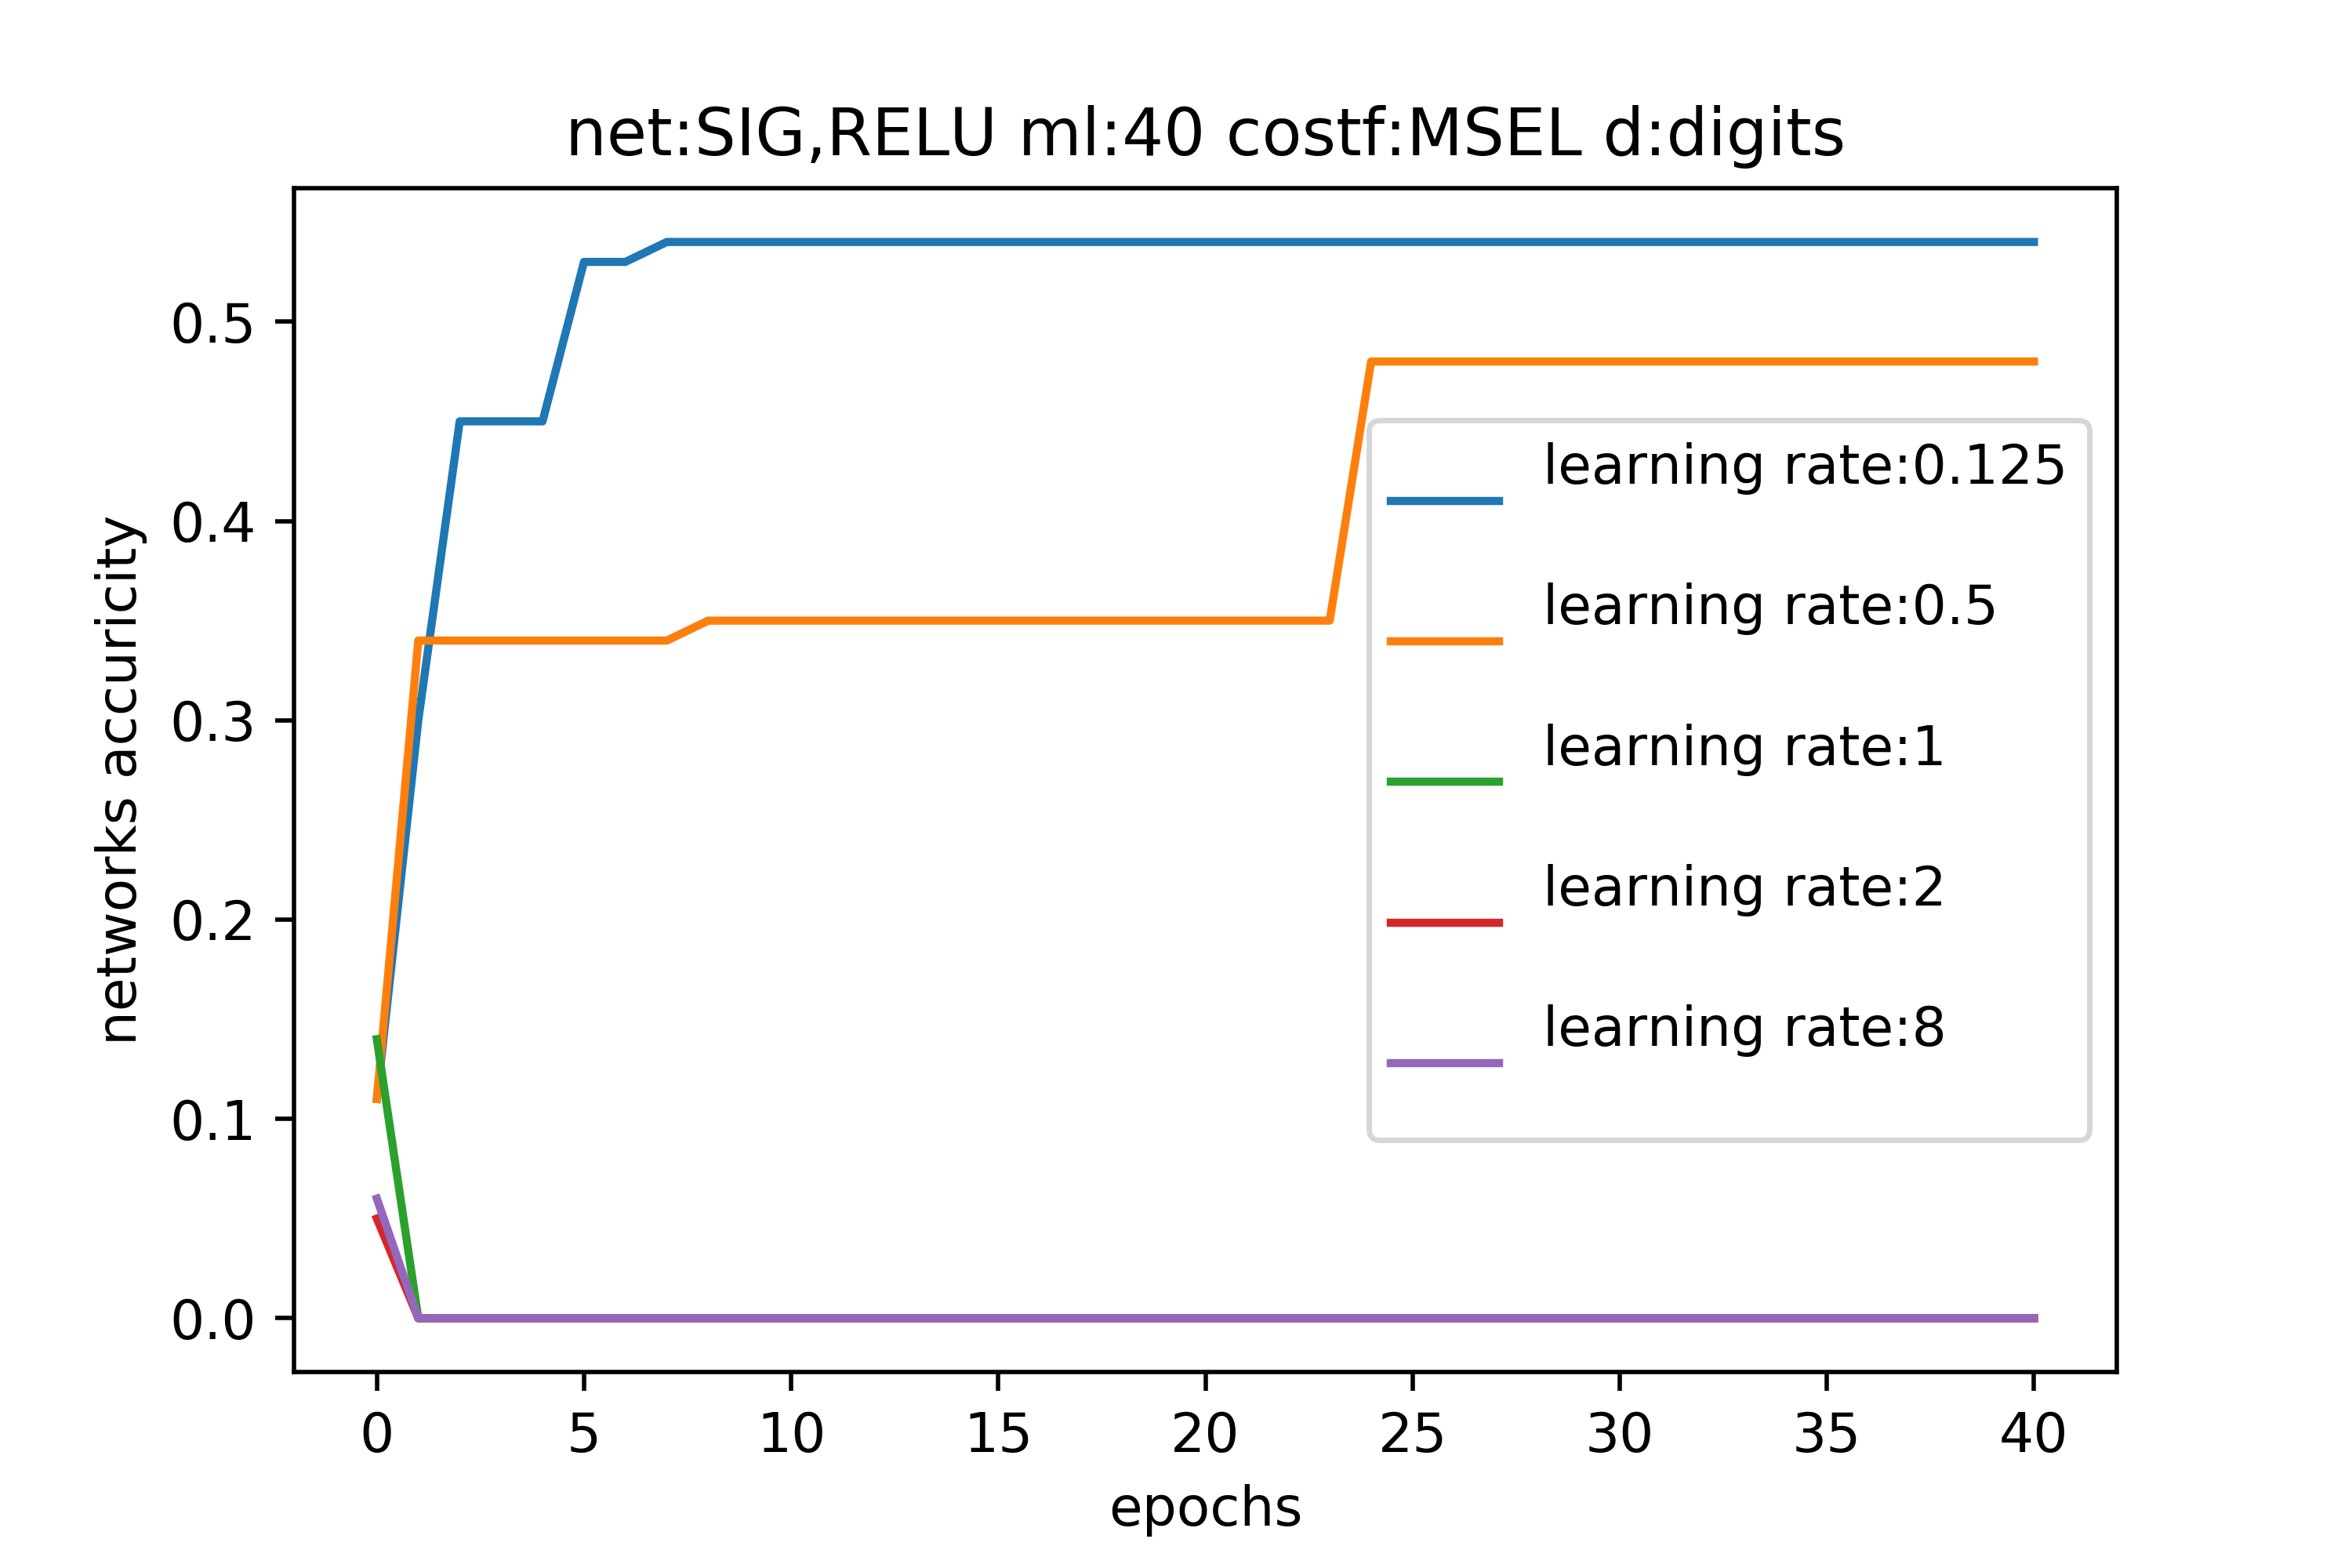 net:SIG,RELU ml:40 costf:MSEL d:digits
networks accuricity
0.5
0.4
0.3
0.2
0.1
0.0
learning rate:0.125
learning rate:0.5
learning rate:1
learning rate:2
learning rate:8
0 5 10 15 20 25 30 35 40
epochs